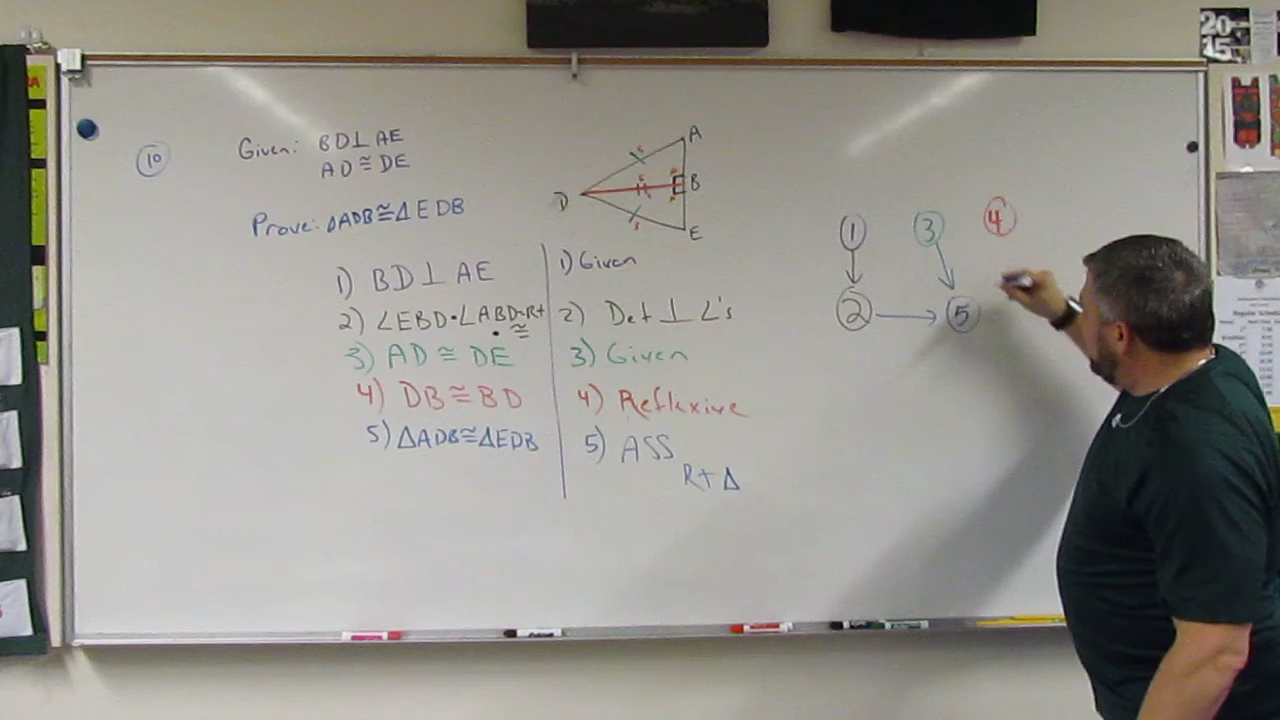 10
Given: BD⊥AE
AD≅DE
Prove: ΔADB≅ΔEDB
A
D
B
E
1) BD⊥AE
1) Given
2) ∠EBD·∠ABD-Rt
≅
2) Def ⊥ ∠'s
3) AD ≅ DE
3) Given
4) DB ≅ BD
4) Reflexive
5) ΔADB≅ΔEDB
5) ASS
Rt Δ
1
3
4
2
5
2015